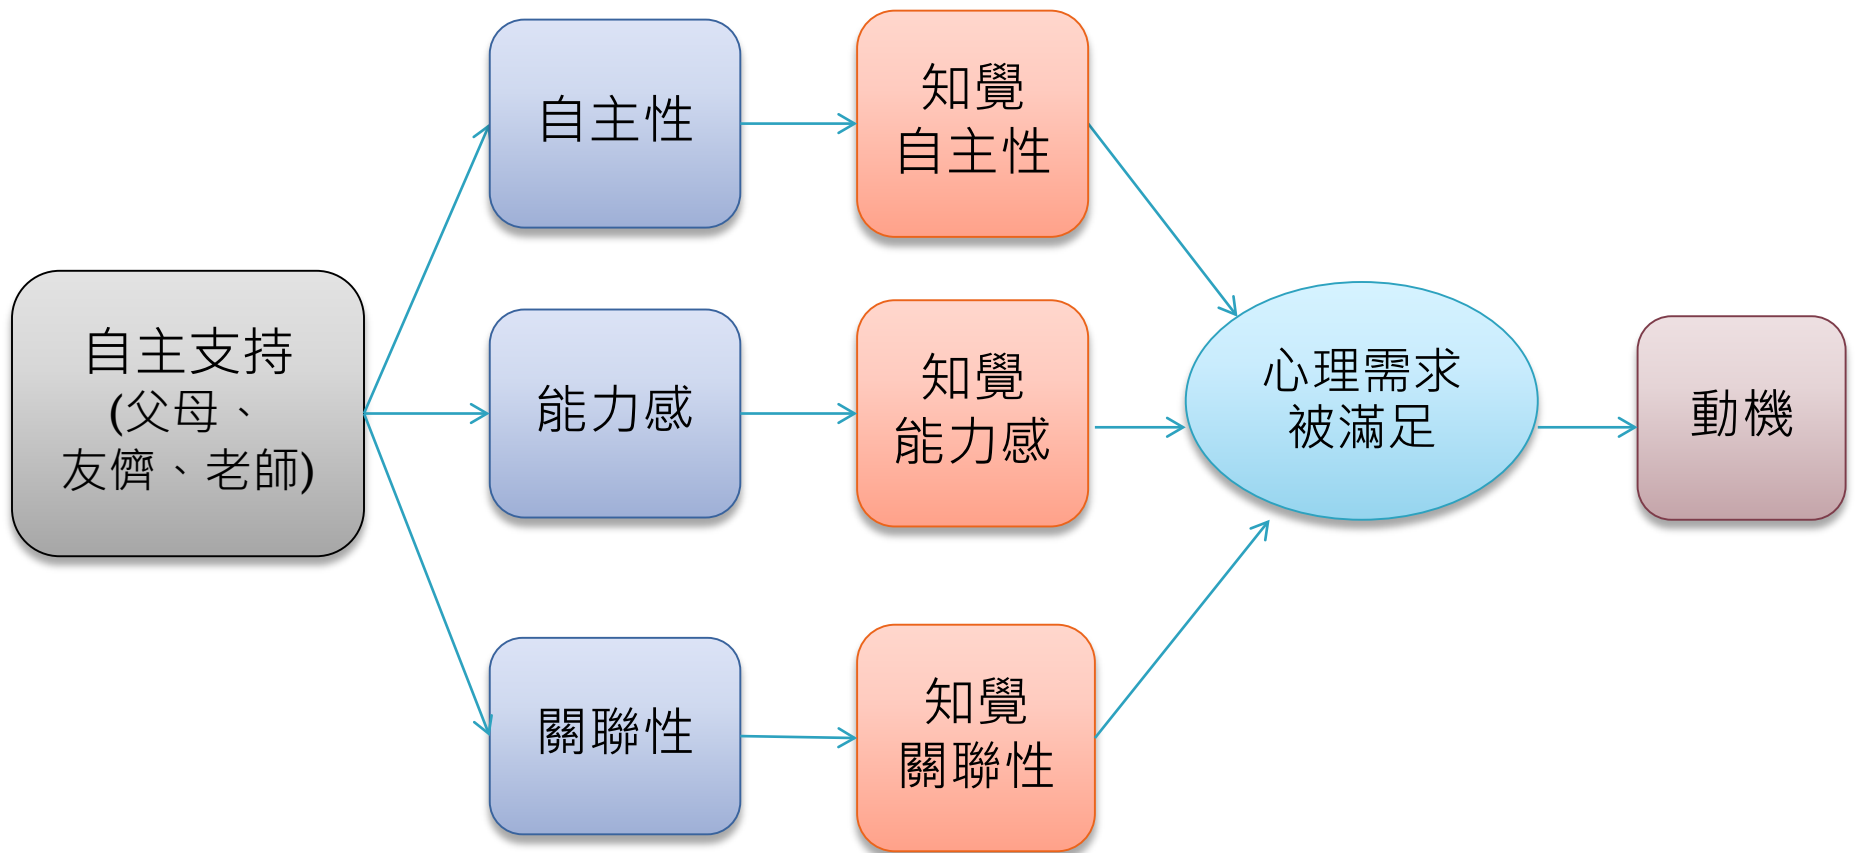 自主支持
(父母、
友儕、老師)
自主性
能力感
關聯性
知覺
自主性
知覺
能力感
知覺
關聯性
心理需求
被滿足
動機